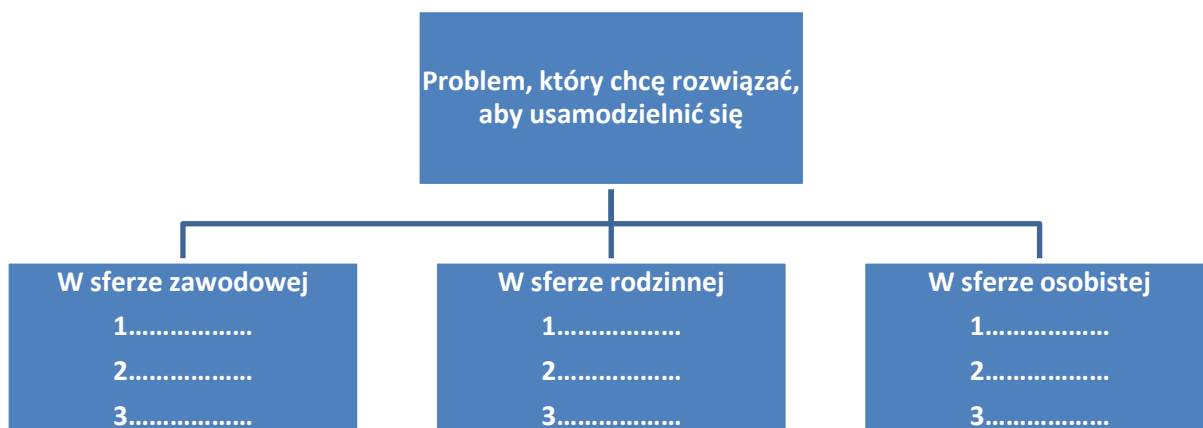 Problem, który chcę rozwiązać,
aby usamodzielnić się
W sferze zawodowej
1………………
2………………
3………………
W sferze rodzinnej
1………………
2………………
3………………
W sferze osobistej
1………………
2………………
3………………